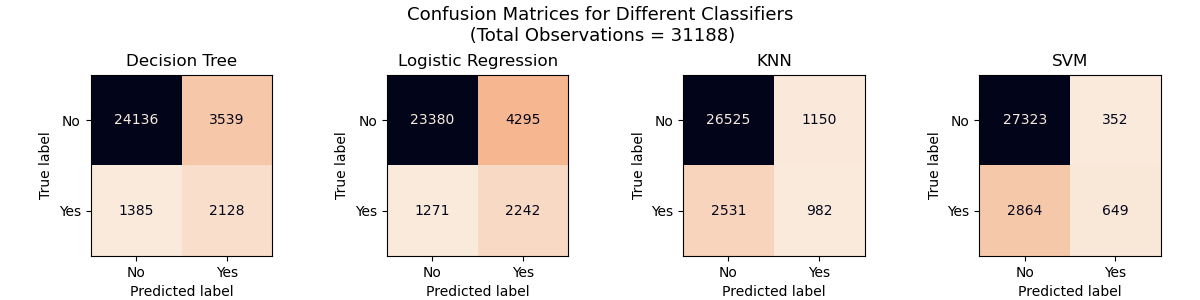 Confusion Matrices for Different Classifiers
(Total Observations = 31188)
Decision Tree
True label
No
24136 3539
Yes
1385 2128
No Yes
Predicted label
Logistic Regression
True label
No
23380 4295
Yes
1271 2242
No Yes
Predicted label
KNN
True label
No
26525 1150
Yes
2531 982
No Yes
Predicted label
SVM
True label
No
27323 352
Yes
2864 649
No Yes
Predicted label